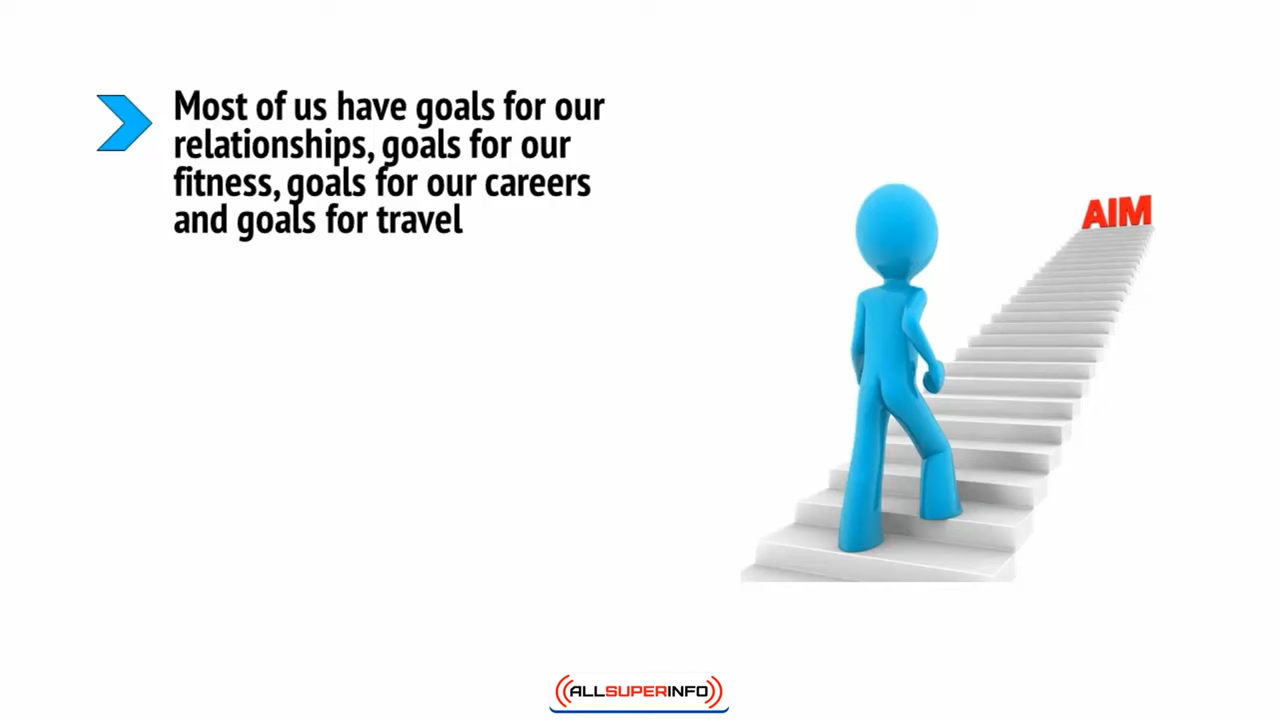 Most of us have goals for our
relationships, goals for our
fitness, goals for our careers
and goals for travel
AIM
ALLSUPERINFO